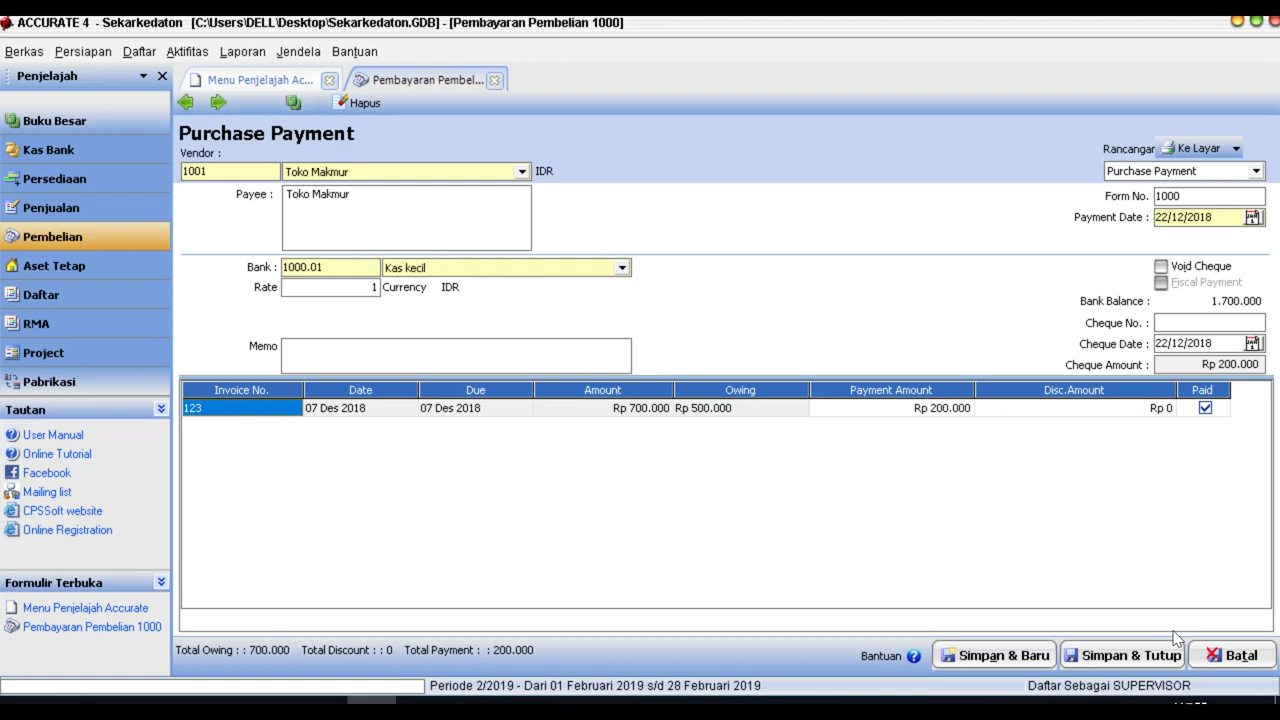 ACCURATE 4 - Sekarkedaton [C:\Users\DELL\Desktop\Sekarkedaton.GDB] - [Pembayaran Pembelian 1000]
Berkas Persiapan Daftar Aktifitas Laporan Jendela Bantuan
Penjelajah
Menu Penjelajah Ac...
Pembayaran Pembel...
Hapus
Buku Besar
Kas Bank
Persediaan
Penjualan
Pembelian
Aset Tetap
Daftar
RMA
Project
Pabrikasi
Tautan
User Manual
Online Tutorial
Facebook
Mailing list
CPSSoft website
Online Registration
Formulir Terbuka
Menu Penjelajah Accurate
Pembayaran Pembelian 1000
Purchase Payment
Vendor :
1001 Toko Makmur IDR
Payee : Toko Makmur
Rancangar Ke Layar
Purchase Payment
Form No. 1000
Payment Date : 22/12/2018
Bank : 1000.01 Kas kecil
Rate 1 Currency IDR
Memo
Void Cheque
Fiscal Payment
Bank Balance : 1.700.000
Cheque No. :
Cheque Date : 22/12/2018
Cheque Amount : Rp 200.000
Invoice No. Date Due Amount Owing Payment Amount Disc.Amount Paid
123 07 Des 2018 07 Des 2018 Rp 700.000 Rp 500.000 Rp 200.000 Rp 0
Total Owing : : 700.000 Total Discount : : 0 Total Payment : : 200.000
Bantuan Simpan & Baru Simpan & Tutup Batal
Periode 2/2019 - Dari 01 Februari 2019 s/d 28 Februari 2019 Daftar Sebagai SUPERVISOR